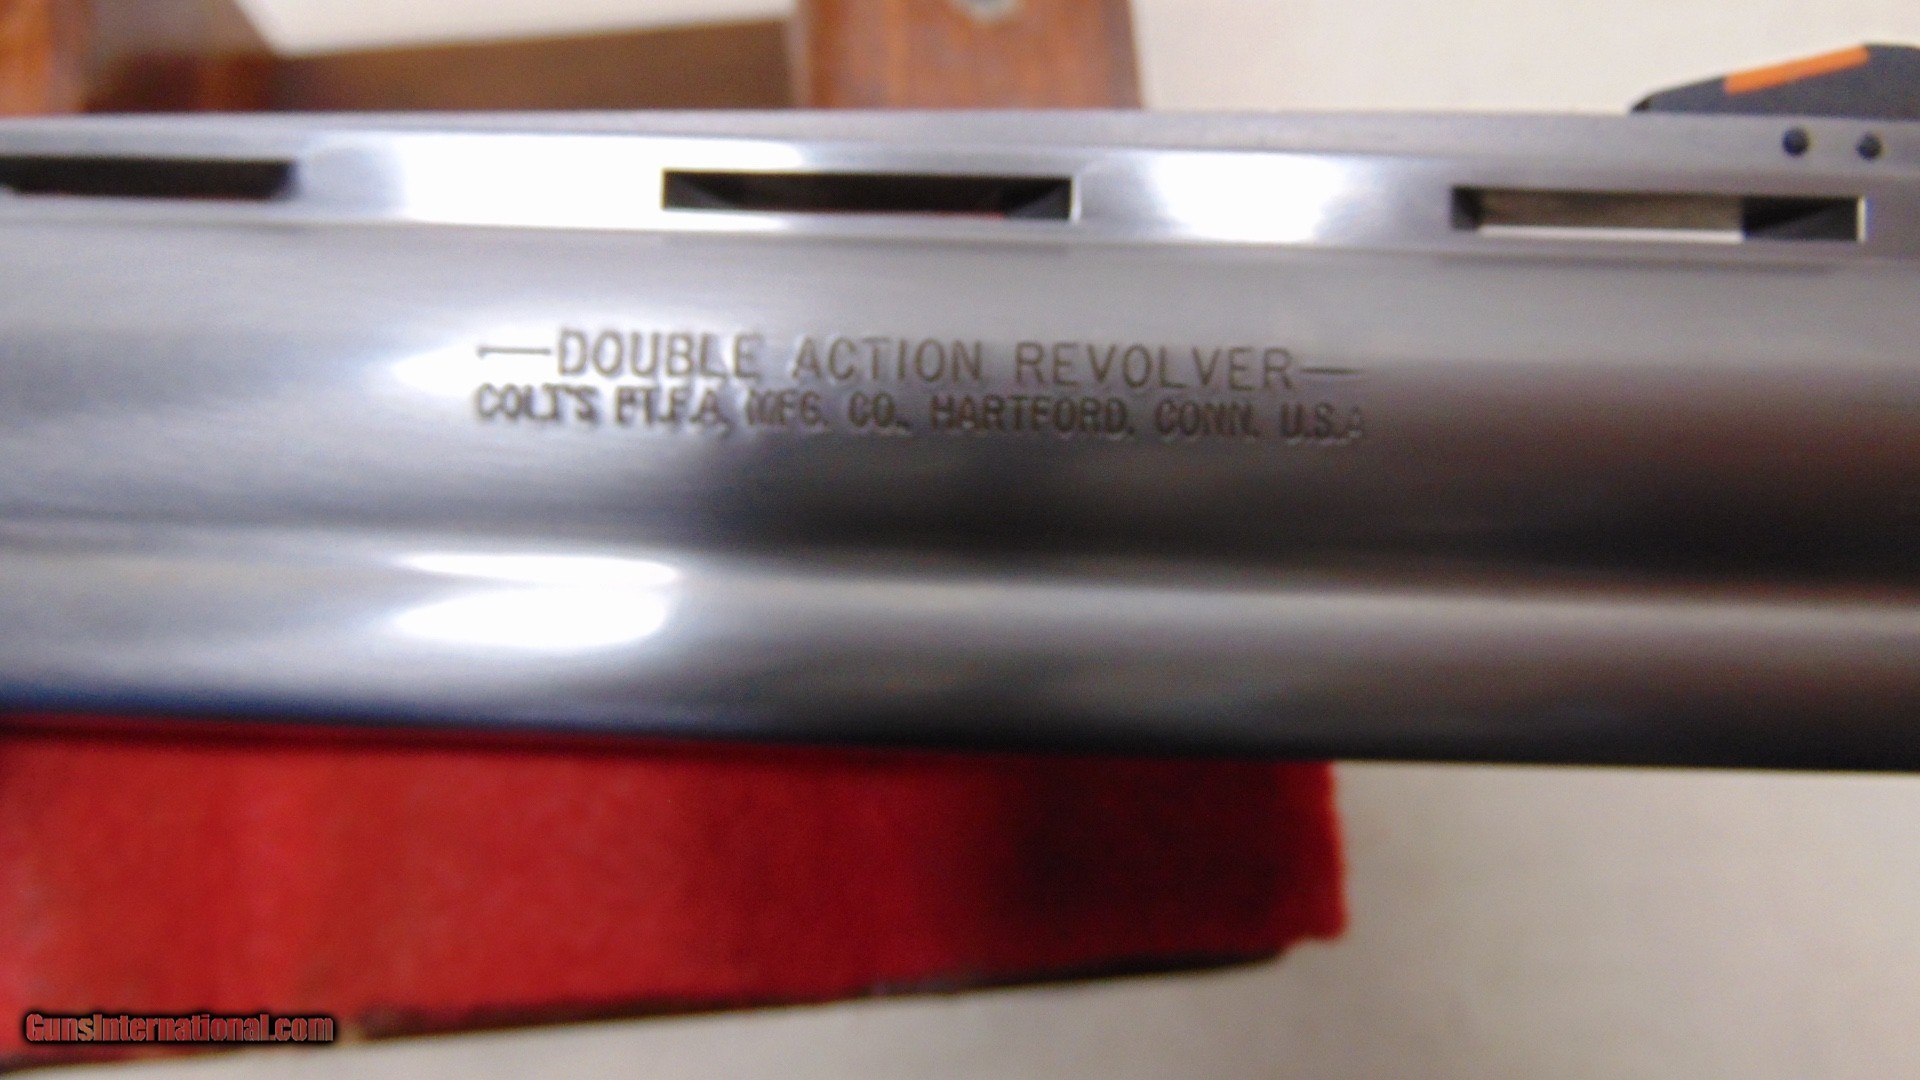 —DOUBLE ACTION REVOLVER—
COLT'S PT.F.A. MFG. CO. HARTFORD, CONN. U.S.A
GunsInternational.com